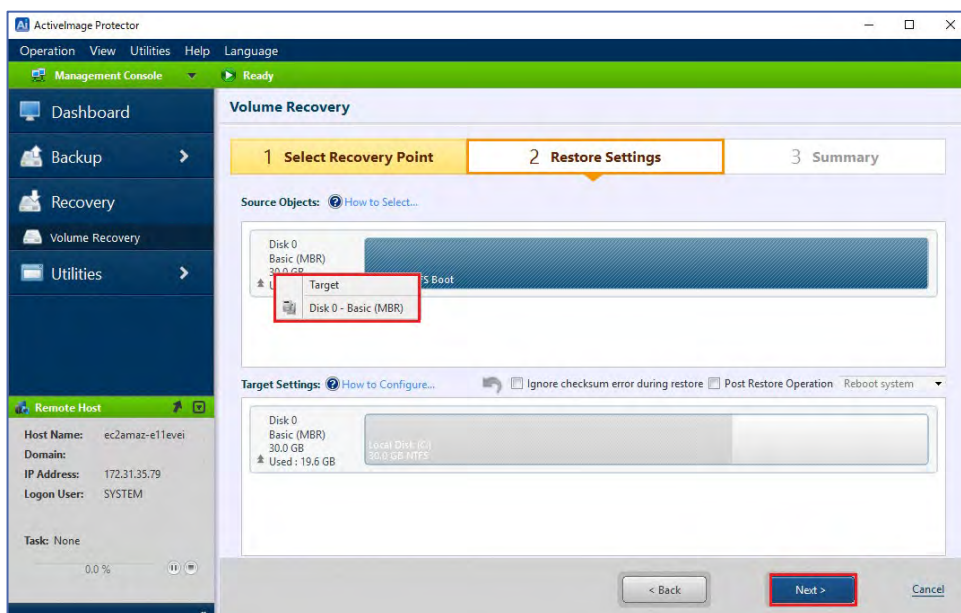 ActiveImage Protector
Operation View Utilities Help Language
Management Console Ready
Dashboard
Backup
Recovery
Volume Recovery
Utilities
Volume Recovery
1 Select Recovery Point 2 Restore Settings 3 Summary
Source Objects: How to Select...
Disk 0
Basic (MBR)
30.0 GB
S Boot
Target
Disk 0 - Basic (MBR)
Target Settings: How to Configure... Ignore checksum error during restore Post Restore Operation Reboot system
Disk 0
Basic (MBR)
30.0 GB
Used : 19.6 GB
Local Disk (C:)
30.0 GB NTFS
Remote Host
Host Name: ec2amaz-e11evei
Domain:
IP Address: 172.31.35.79
Logon User: SYSTEM
Task: None
0.0 %
< Back Next > Cancel